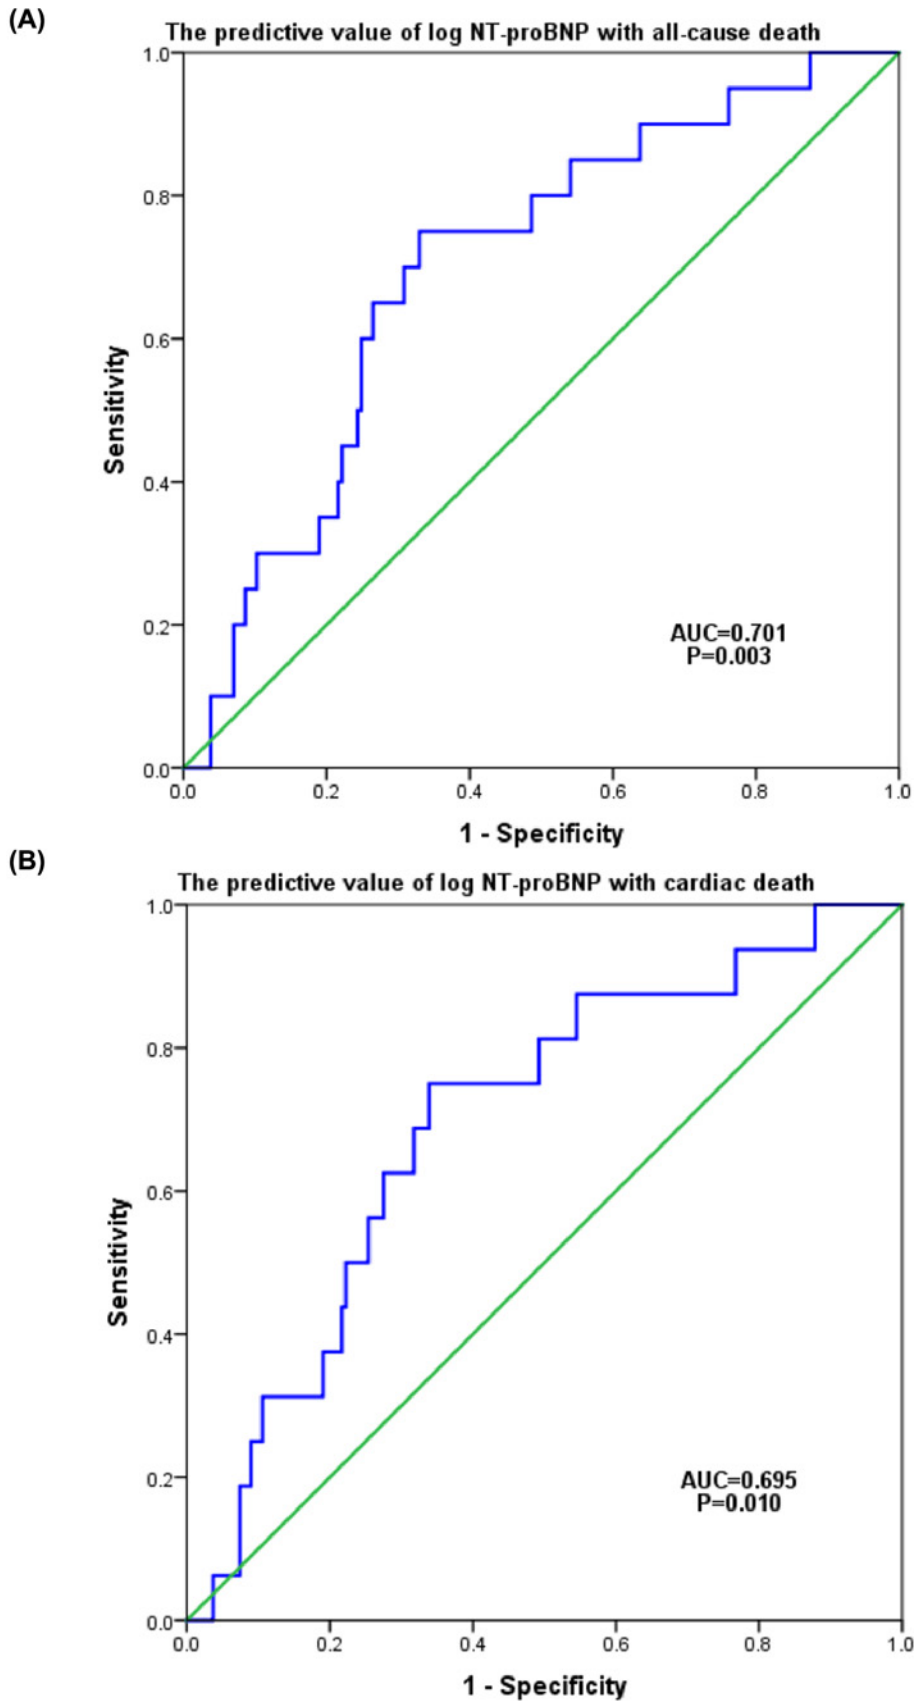 (A)
The predictive value of log NT-proBNP with all-cause death
1.0
0.8
0.6
0.4
0.2
0.0
Sensitivity
AUC=0.701
P=0.003
0.0 0.2 0.4 0.6 0.8 1.0
1 - Specificity
(B)
The predictive value of log NT-proBNP with cardiac death
1.0
0.8
0.6
0.4
0.2
0.0
Sensitivity
AUC=0.695
P=0.010
0.0 0.2 0.4 0.6 0.8 1.0
1 - Specificity